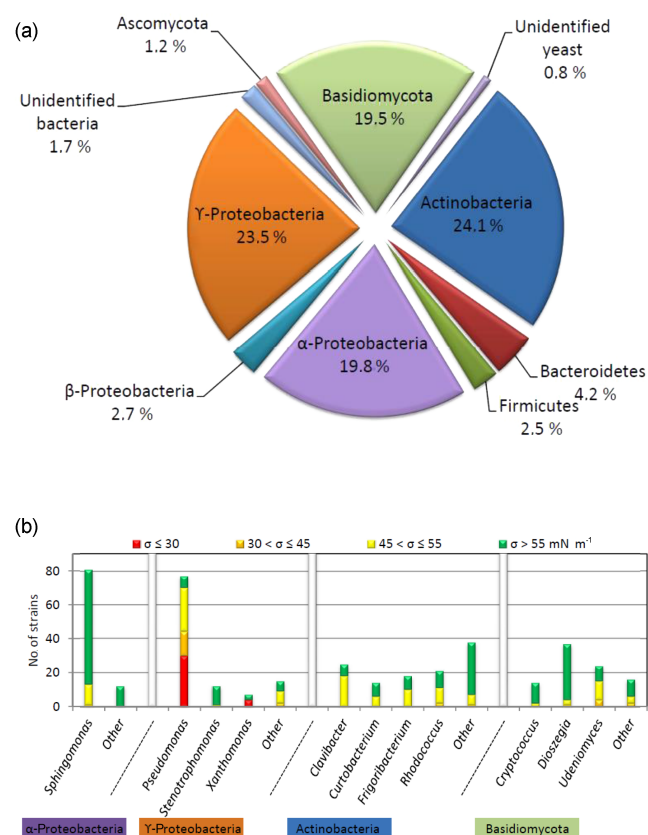 (a)
Ascomycota
1.2 %
Unidentified
bacteria
1.7 %
Basidiomycota
19.5 %
Unidentified
yeast
0.8 %
ϒ-Proteobacteria
23.5 %
Actinobacteria
24.1 %
β-Proteobacteria
2.7 %
α-Proteobacteria
19.8 %
Firmicutes
2.5 %
Bacteroidetes
4.2 %
(b)
σ ≤ 30
30 < σ ≤ 45
45 < σ ≤ 55
σ > 55 mN m⁻¹
No of strains
80
60
40
20
0
Sphingomonas
Other
Pseudomonas
Stenotrophomonas
Xanthomonas
Other
Clavibacter
Curtobacterium
Frigoribacterium
Rhodococcus
Other
Cryptococcus
Dioszegia
Udeniomyces
Other
α-Proteobacteria
ϒ-Proteobacteria
Actinobacteria
Basidiomycota